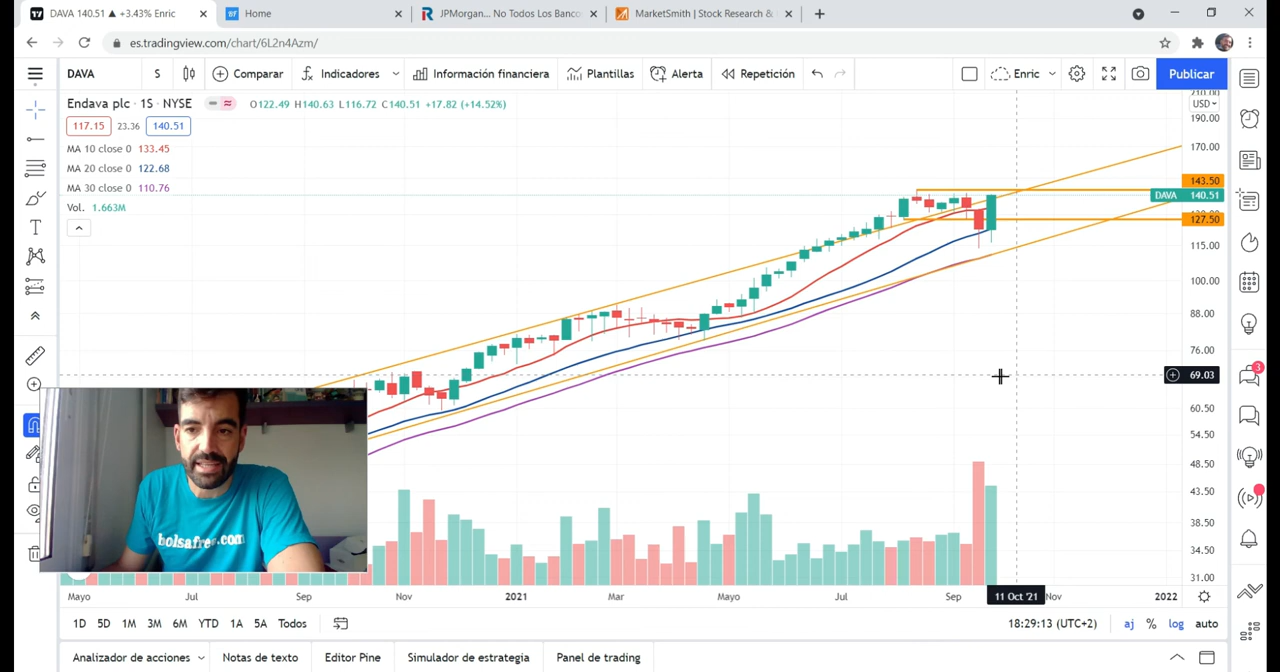 DAVA 140.51 ▲ +3.43% Enric
Home
JPMorgan... No Todos Los Banco
MarketSmith | Stock Research &
es.tradingview.com/chart/6L2n4Azm/
DAVA S Comparar Indicadores Información financiera Plantillas Alerta Repetición Enric Publicar
Endava plc · 1S · NYSE O122.49 H140.63 L116.72 C140.51 +17.82 (+14.52%)
117.15 23.36 140.51
MA 10 close 0 133.45
MA 20 close 0 122.68
MA 30 close 0 110.76
Vol. 1.663M
210.00
USD
190.00
170.00
143.50
DAVA 140.51
127.50
115.00
100.00
88.00
76.00
69.03
60.50
54.50
48.50
43.50
38.50
34.50
31.00
3
bolsafres.com
Mayo Jul Sep Nov 2021 Mar Mayo Jul Sep 11 Oct '21 Nov 2022
1D 5D 1M 3M 6M YTD 1A 5A Todos 18:29:13 (UTC+2) aj % log auto
Analizador de acciones Notas de texto Editor Pine Simulador de estrategia Panel de trading